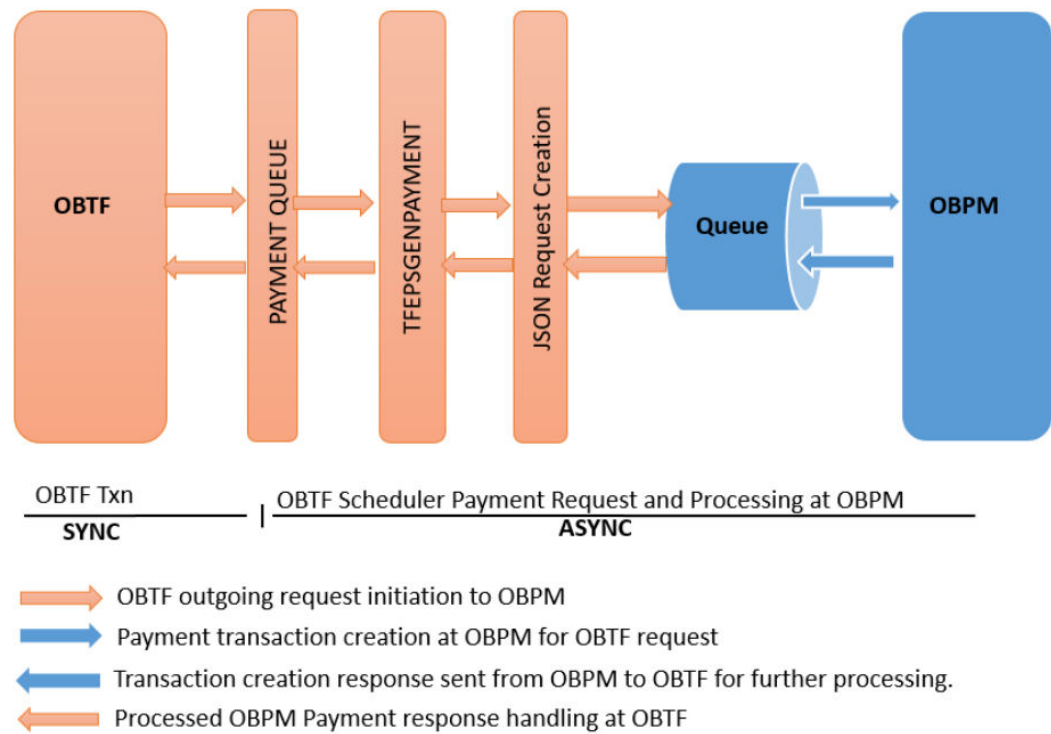 OBTF
PAYMENT QUEUE
TFEPSGENPAYMENT
JSON Request Creation
Queue
OBPM
OBTF Txn
SYNC
OBTF Scheduler Payment Request and Processing at OBPM
ASYNC
OBTF outgoing request initiation to OBPM
Payment transaction creation at OBPM for OBTF request
Transaction creation response sent from OBPM to OBTF for further processing.
Processed OBPM Payment response handling at OBTF